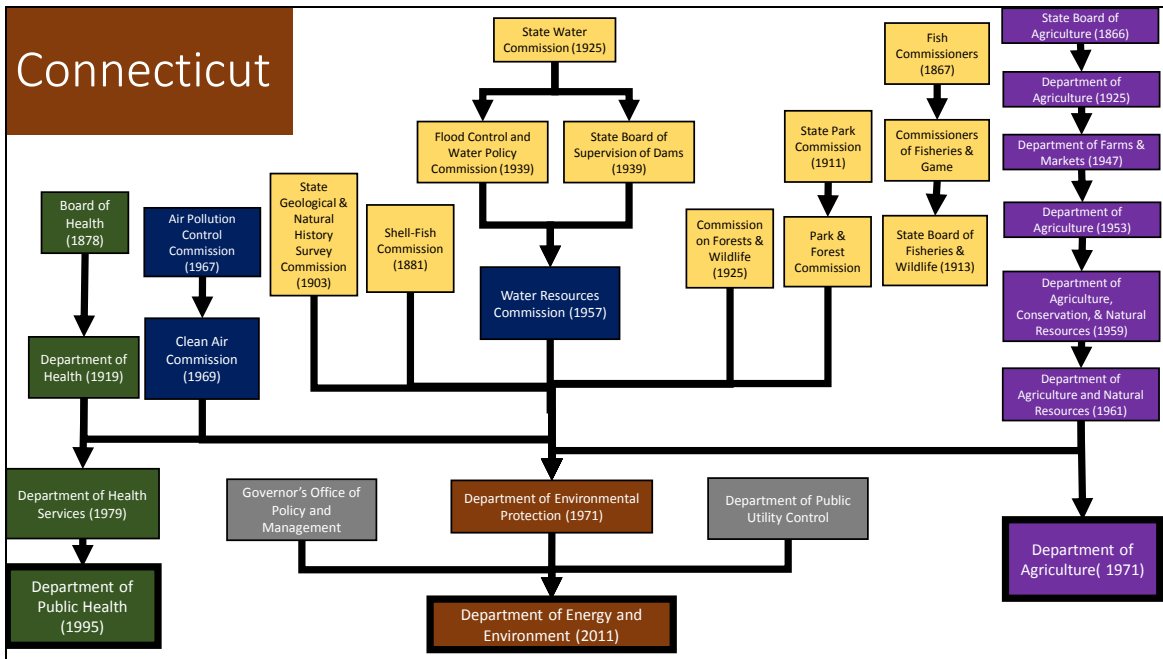 Connecticut
State Water
Commission (1925)
Fish
Commissioners
(1867)
State Board of
Agriculture (1866)
Department of
Agriculture (1925)
Flood Control and
Water Policy
Commission
(1939)
State Board of
Supervision of Dams
(1939)
State Park
Commission
(1911)
Commissioners
of Fisheries &
Game
Department of Farms &
Markets (1947)
Board of
Health
(1878)
Air Pollution
Control
Commission
(1967)
State
Geological &
Natural
History
Survey
Commission
(1903)
Shell-Fish
Commission
(1881)
Commission
on Forests &
Wildlife
(1925)
Park &
Forest
Commission
State Board of
Fisheries &
Wildlife (1913)
Department of
Agriculture (1953)
Water Resources
Commission (1957)
Department of
Agriculture,
Conservation, & Natural
Resources (1959)
Department of
Health (1919)
Clean Air
Commission
(1969)
Department of
Agriculture and Natural
Resources (1961)
Department of Health
Services (1979)
Governor's Office of
Policy and
Management
Department of Environmental
Protection (1971)
Department of Public
Utility Control
Department of
Agriculture( 1971)
Department of
Public Health
(1995)
Department of Energy and
Environment (2011)